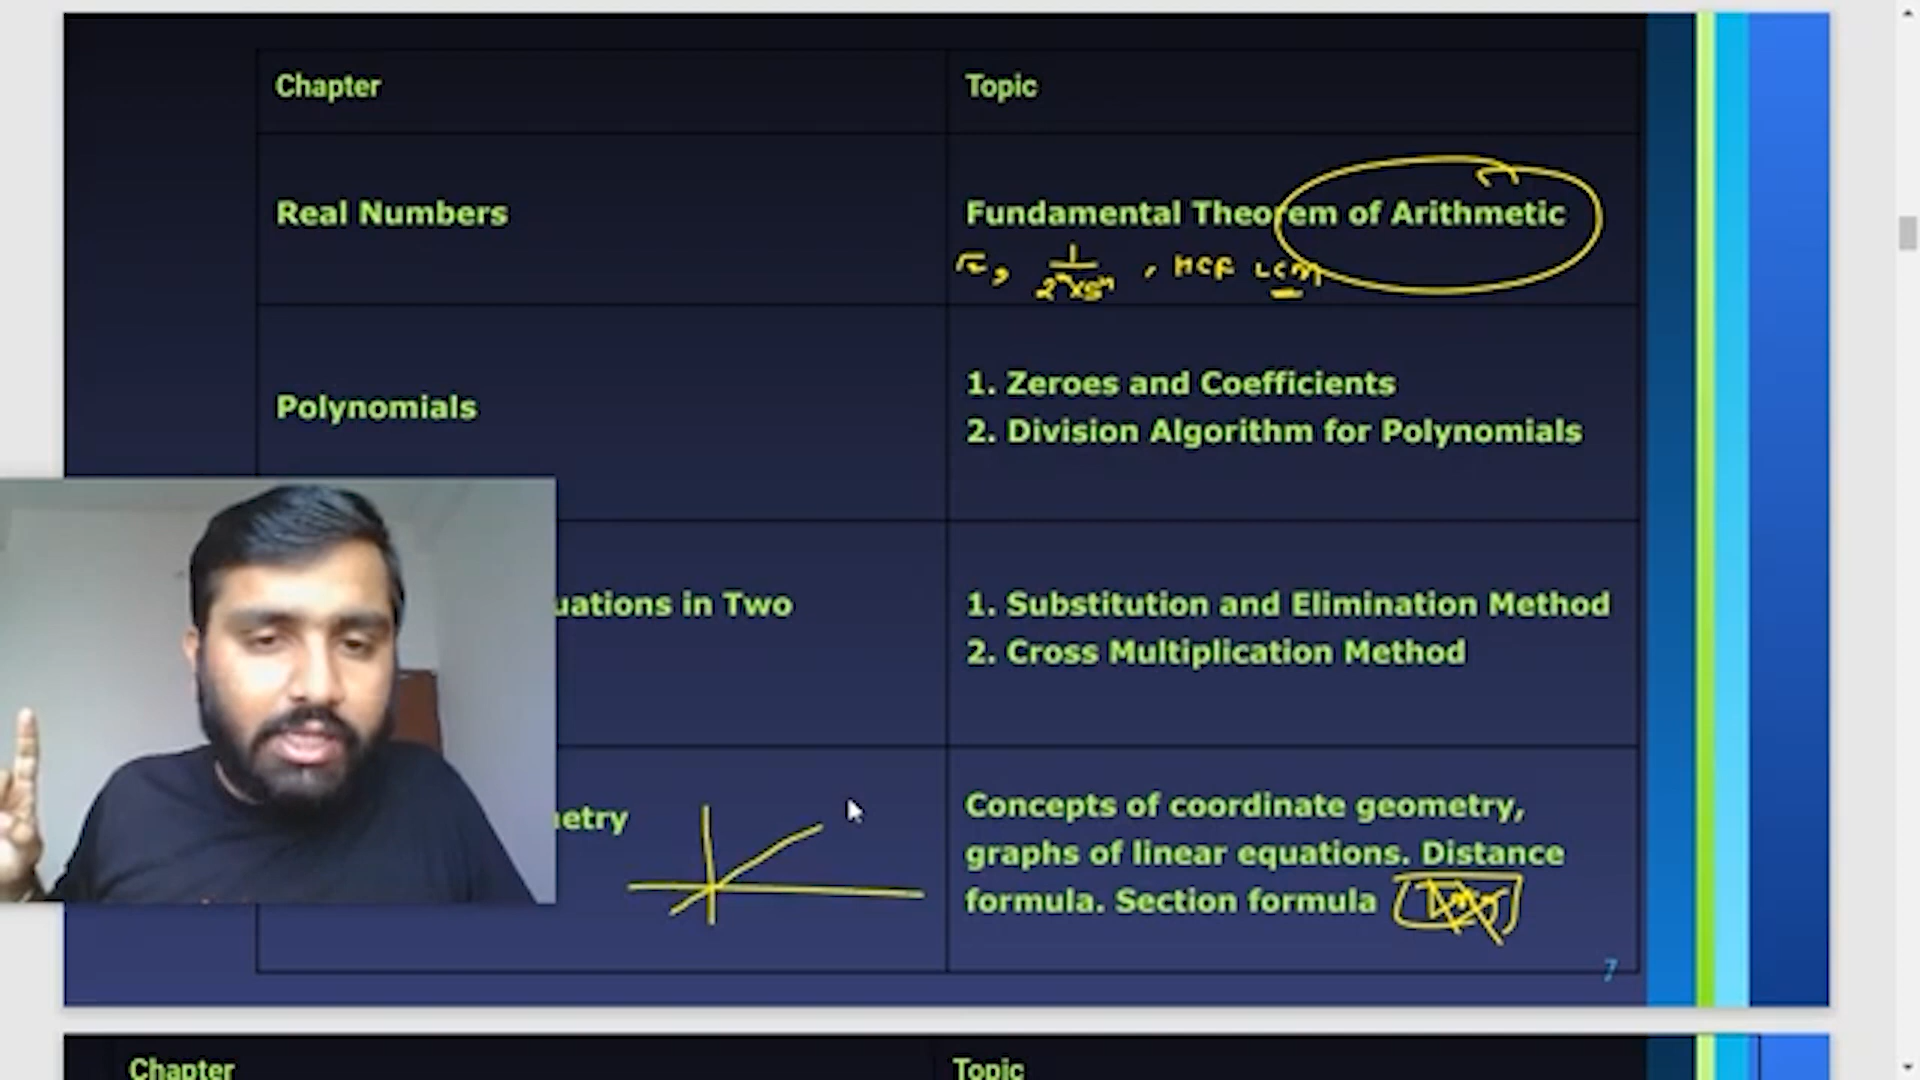 Chapter
Topic
Real Numbers
Fundamental Theorem of Arithmetic
, 1 / 2ⁿx5ⁿ , HCF LCM
Polynomials
1. Zeroes and Coefficients
2. Division Algorithm for Polynomials
in Two
1. Substitution and Elimination Method
2. Cross Multiplication Method
Concepts of coordinate geometry,
graphs of linear equations. Distance
formula. Section formula
7
Chapter
Topic